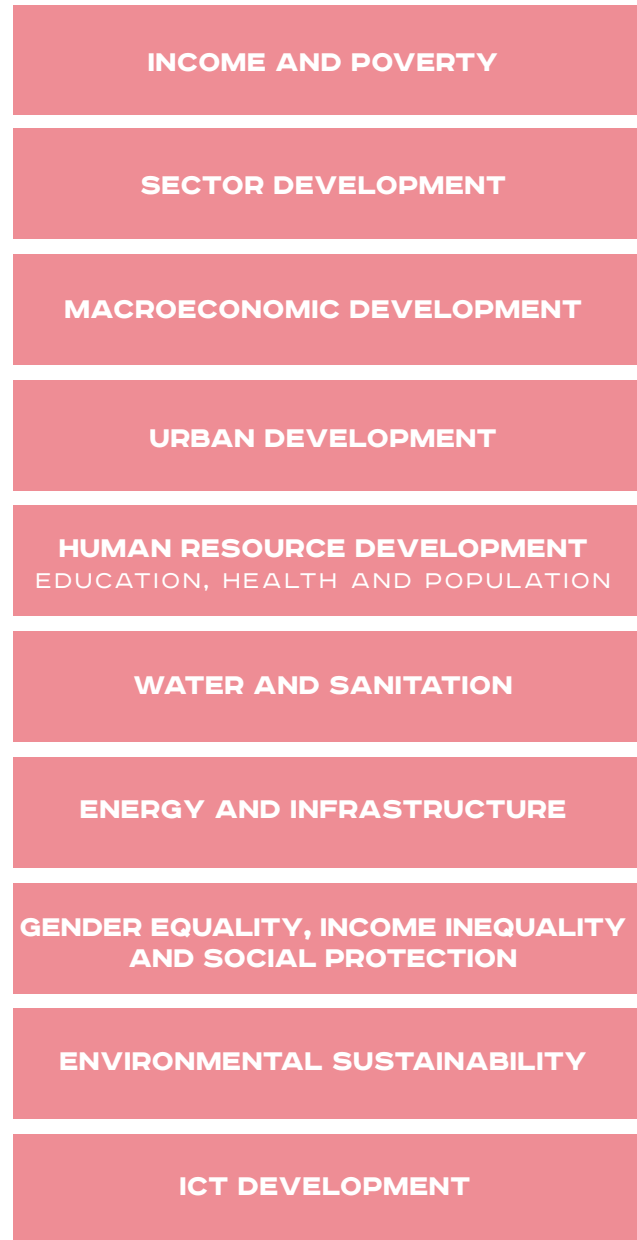 INCOME AND POVERTY
SECTOR DEVELOPMENT
MACROECONOMIC DEVELOPMENT
URBAN DEVELOPMENT
HUMAN RESOURCE DEVELOPMENT
EDUCATION, HEALTH AND POPULATION
WATER AND SANITATION
ENERGY AND INFRASTRUCTURE
GENDER EQUALITY, INCOME INEQUALITY
AND SOCIAL PROTECTION
ENVIRONMENTAL SUSTAINABILITY
ICT DEVELOPMENT